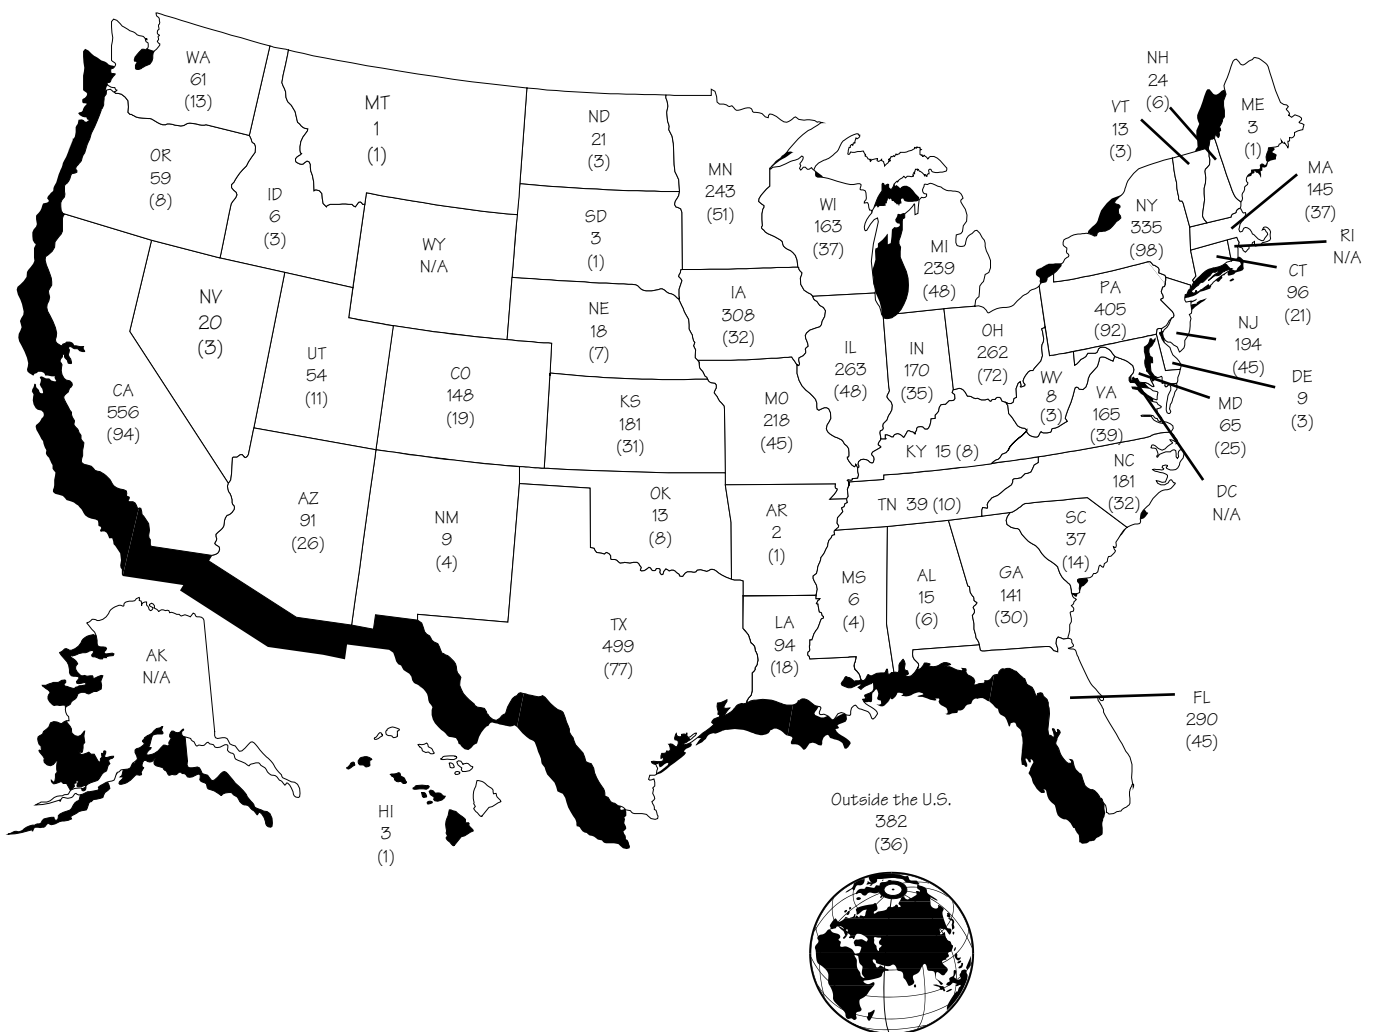 WA
61
(13)
OR
59
(8)
CA
556
(94)
NV
20
(3)
ID
6
(3)
MT
1
(1)
WY
N/A
UT
54
(11)
AZ
91
(26)
CO
148
(19)
NM
9
(4)
ND
21
(3)
SD
3
(1)
NE
18
(7)
KS
181
(31)
OK
13
(8)
TX
499
(77)
MN
243
(51)
IA
308
(32)
MO
218
(45)
AR
2
(1)
LA
94
(18)
WI
163
(37)
IL
263
(48)
MI
239
(48)
IN
170
(35)
OH
262
(72)
KY 15 (8)
TN 39 (10)
MS
6
(4)
AL
15
(6)
GA
141
(30)
SC
37
(14)
NC
181
(32)
WV
8
(3)
VA
165
(39)
PA
405
(92)
NY
335
(98)
VT
13
(3)
NH
24
(6)
ME
3
(1)
MA
145
(37)
RI
N/A
CT
96
(21)
NJ
194
(45)
DE
9
(3)
MD
65
(25)
DC
N/A
FL
290
(45)
AK
N/A
HI
3
(1)
Outside the U.S.
382
(36)